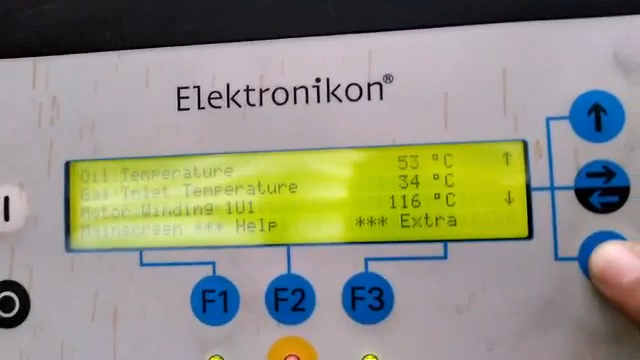 Elektronikon®
Oil Temperature 53 °C ↑
Gas Inlet Temperature 34 °C
Motor Winding 1U1 116 °C ↓
Mainscreen *** Help *** Extra
F1 F2 F3